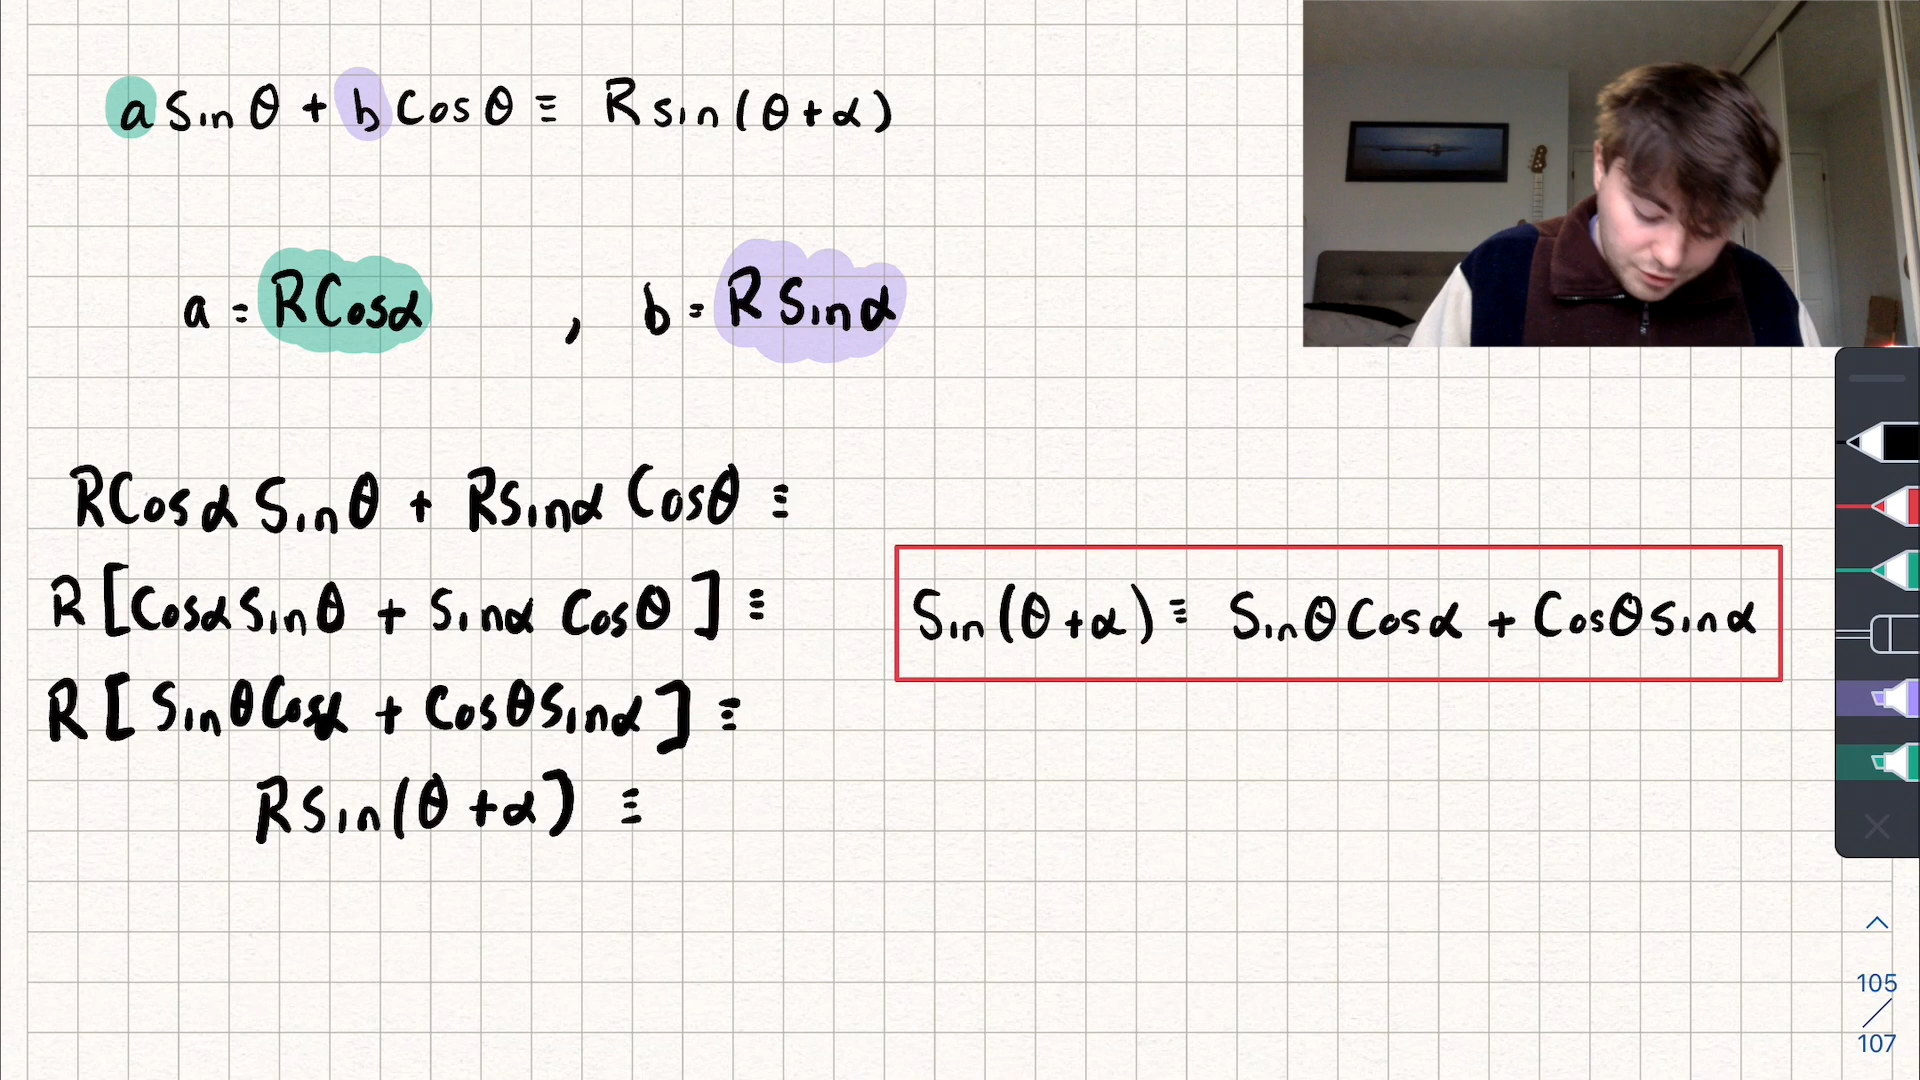 a Sin θ + b Cos θ ≡ R sin (θ + α)
a = R Cos α , b = R Sin α
R Cos α Sin θ + R Sin α Cos θ ≡
R [Cos α Sin θ + Sin α Cos θ] ≡
Sin (θ + α) ≡ Sin θ Cos α + Cos θ Sin α
R [Sin θ Cos α + Cos θ Sin α] ≡
R Sin (θ + α) ≡
105
/
107